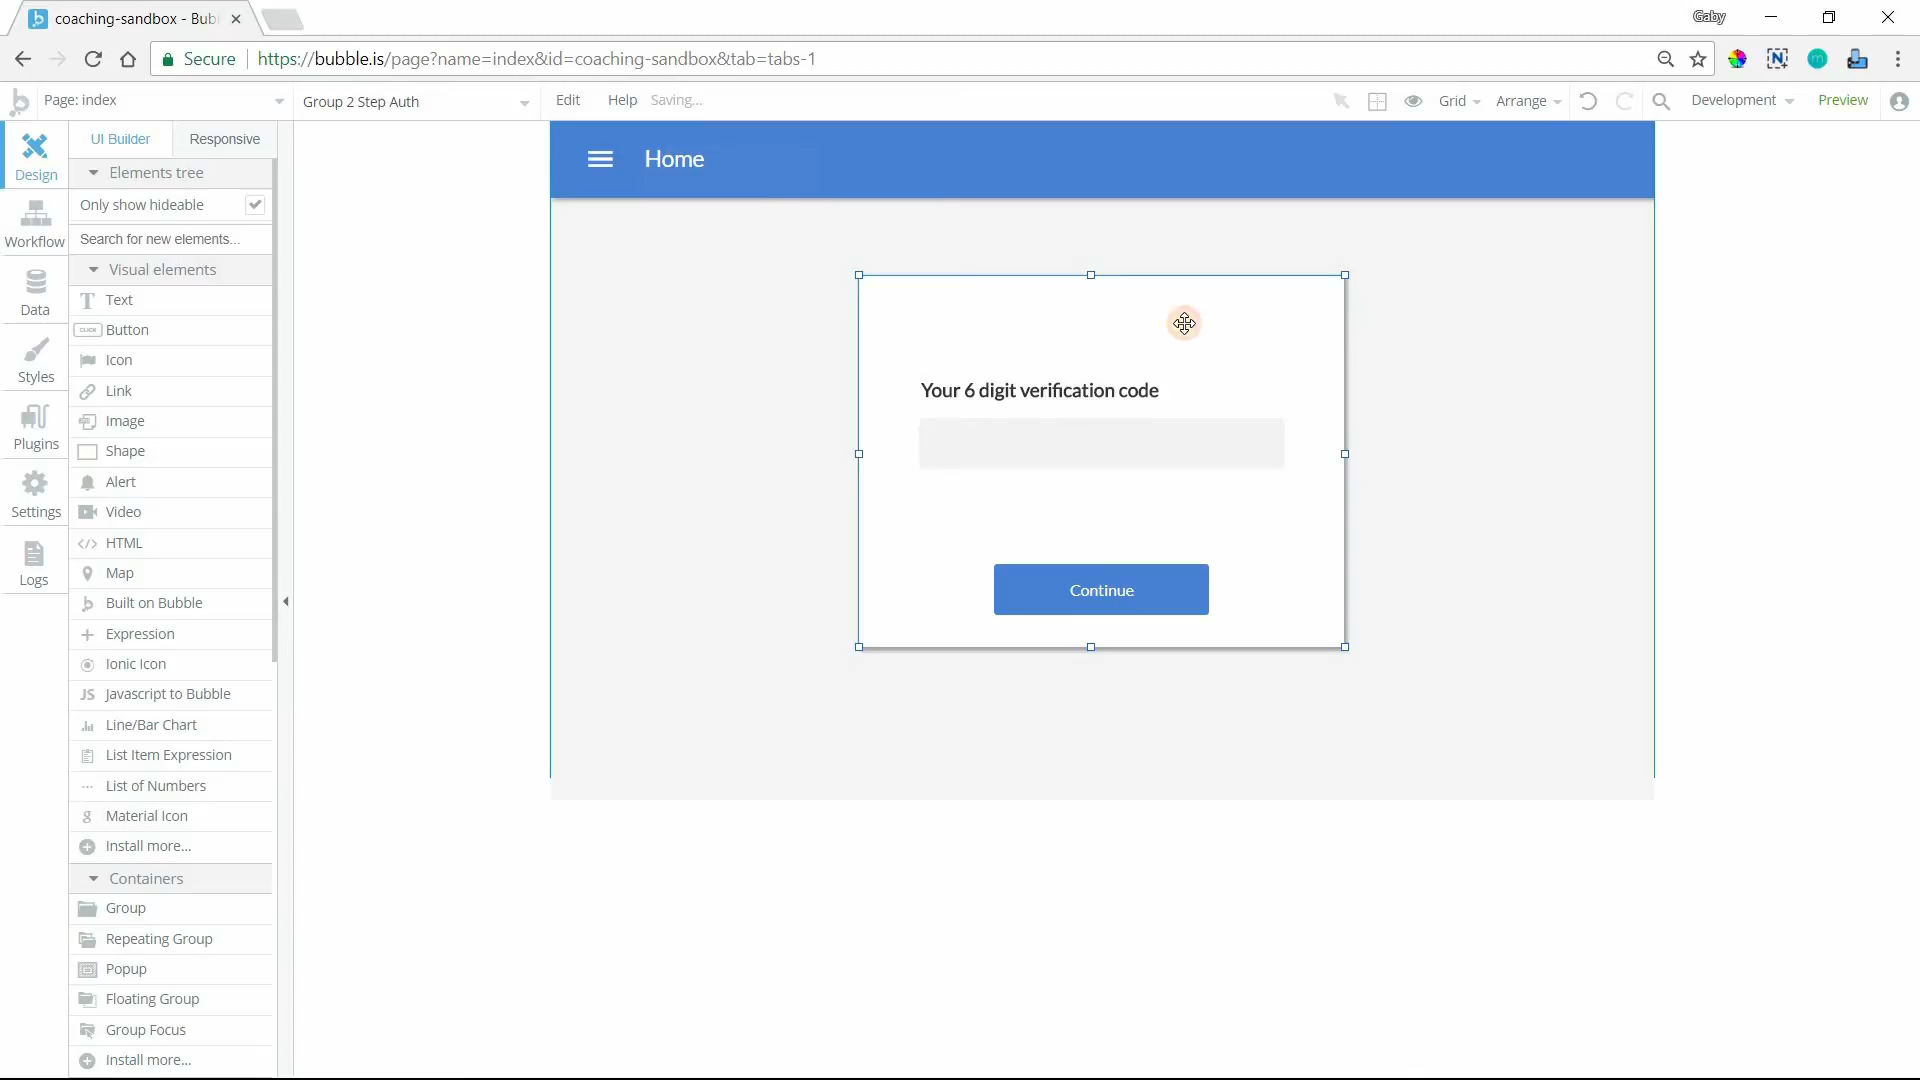 coaching-sandbox - Bub
Gaby
Secure
https://bubble.is/page?name=index&id=coaching-sandbox&tab=tabs-1
Page: index
Group 2 Step Auth
Edit
Help
Saving...
Grid
Arrange
Development
Preview
Design
Workflow
Data
Styles
Plugins
Settings
Logs
UI Builder
Responsive
Elements tree
Only show hideable
Search for new elements...
Visual elements
Text
CLICK Button
Icon
Link
Image
Shape
Alert
Video
HTML
Map
Built on Bubble
Expression
Ionic Icon
JS Javascript to Bubble
Line/Bar Chart
List Item Expression
List of Numbers
g Material Icon
Install more...
Containers
Group
Repeating Group
Popup
Floating Group
Group Focus
Install more...
Home
Your 6 digit verification code
Continue